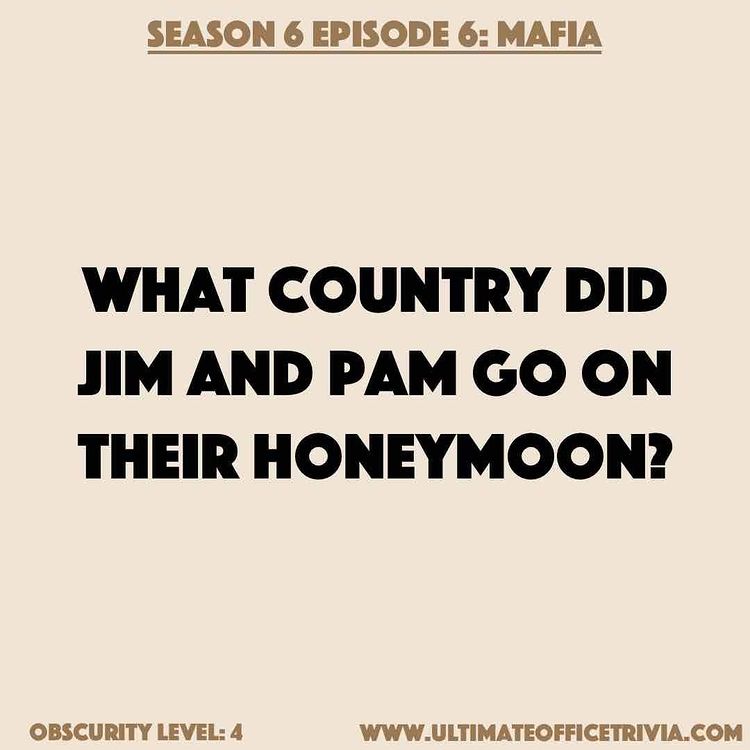 SEASON 6 EPISODE 6: MAFIA
WHAT COUNTRY DID
JIM AND PAM GO ON
THEIR HONEYMOON?
OBSCURITY LEVEL: 4
WWW.ULTIMATEOFFICETRIVIA.COM